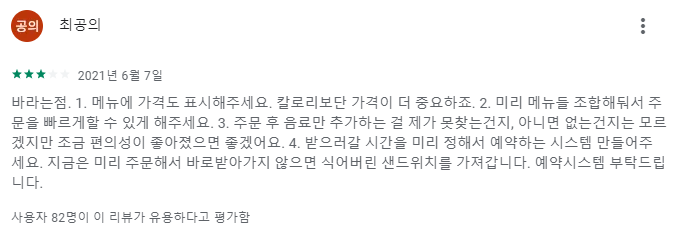 공의 최공의
2021년 6월 7일
바라는점. 1. 메뉴에 가격도 표시해주세요. 칼로리보단 가격이 더 중요하죠. 2. 미리 메뉴들 조합해둬서 주
문을 빠르게할 수 있게 해주세요. 3. 주문 후 음료만 추가하는 걸 제가 못찾는건지, 아니면 없는건지는 모르
겠지만 조금 편의성이 좋아졌으면 좋겠어요. 4. 받으러갈 시간을 미리 정해서 예약하는 시스템 만들어주
세요. 지금은 미리 주문해서 바로받아가지 않으면 식어버린 샌드위치를 가져갑니다. 예약시스템 부탁드립
니다.
사용자 82명이 이 리뷰가 유용하다고 평가함